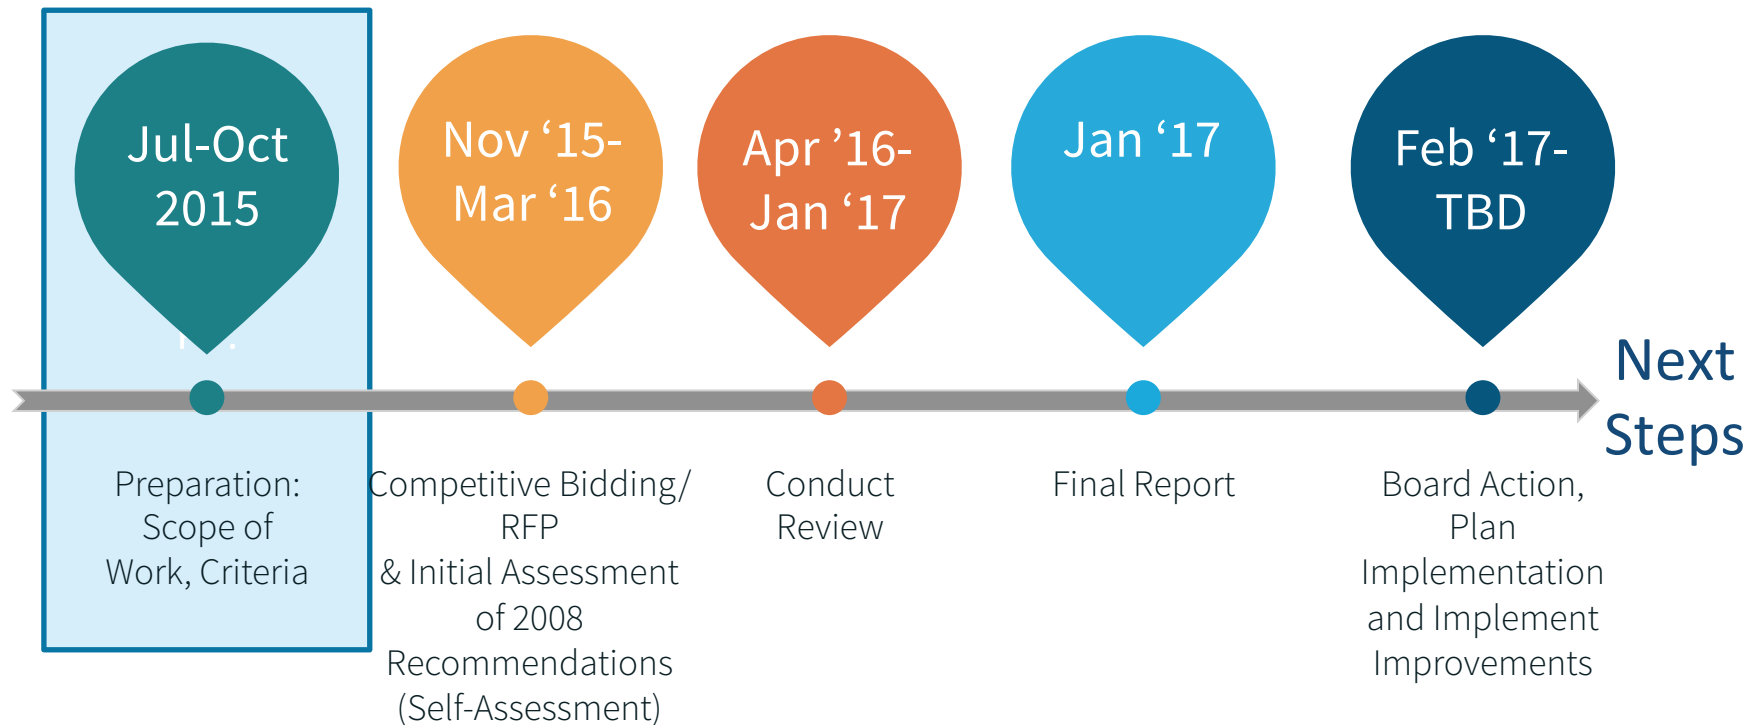 Jul-Oct
2015
Nov ‘15-
Mar ‘16
Apr ’16-
Jan ‘17
Jan ‘17
Feb ‘17-
TBD
Next
Steps
Preparation:
Scope of
Work, Criteria
Competitive Bidding/
RFP
& Initial Assessment
of 2008
Recommendations
(Self-Assessment)
Conduct
Review
Final Report
Board Action,
Plan
Implementation
and Implement
Improvements